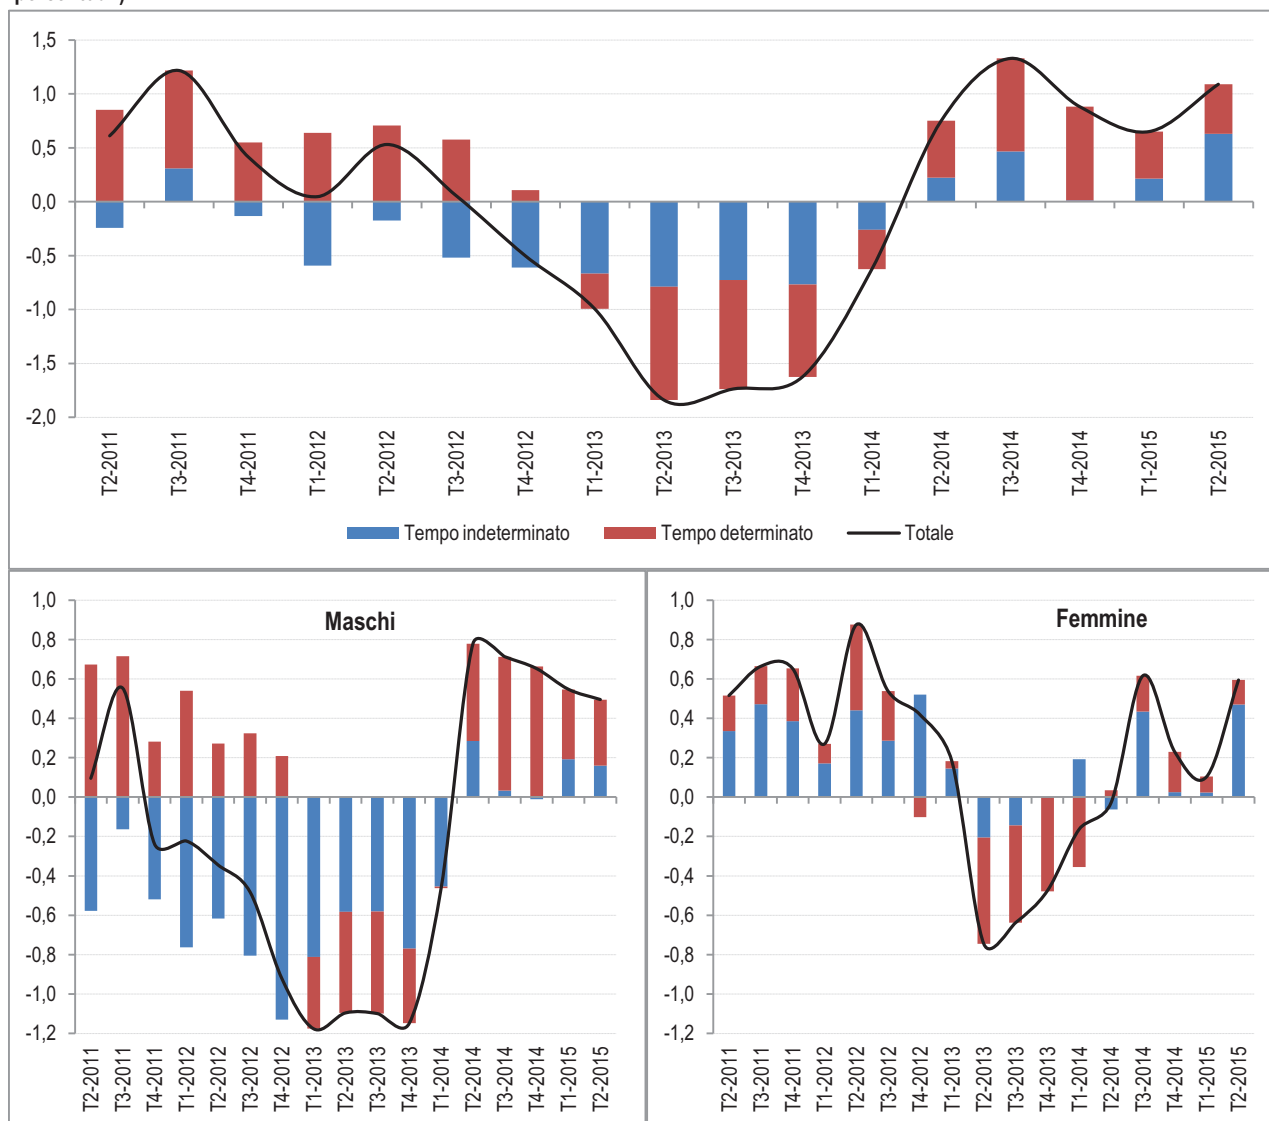 1,5
1,0
0,5
0,0
-0,5
-1,0
-1,5
-2,0
T2-2011
T3-2011
T4-2011
T1-2012
T2-2012
T3-2012
T4-2012
T1-2013
T2-2013
T3-2013
T4-2013
T1-2014
T2-2014
T3-2014
T4-2014
T1-2015
T2-2015
Tempo indeterminato
Tempo determinato
Totale
Maschi
1,0
0,8
0,6
0,4
0,2
0,0
-0,2
-0,4
-0,6
-0,8
-1,0
-1,2
T2-2011
T3-2011
T4-2011
T1-2012
T2-2012
T3-2012
T4-2012
T1-2013
T2-2013
T3-2013
T4-2013
T1-2014
T2-2014
T3-2014
T4-2014
T1-2015
T2-2015
Femmine
1,0
0,8
0,6
0,4
0,2
0,0
-0,2
-0,4
-0,6
-0,8
-1,0
-1,2
T2-2011
T3-2011
T4-2011
T1-2012
T2-2012
T3-2012
T4-2012
T1-2013
T2-2013
T3-2013
T4-2013
T1-2014
T2-2014
T3-2014
T4-2014
T1-2015
T2-2015